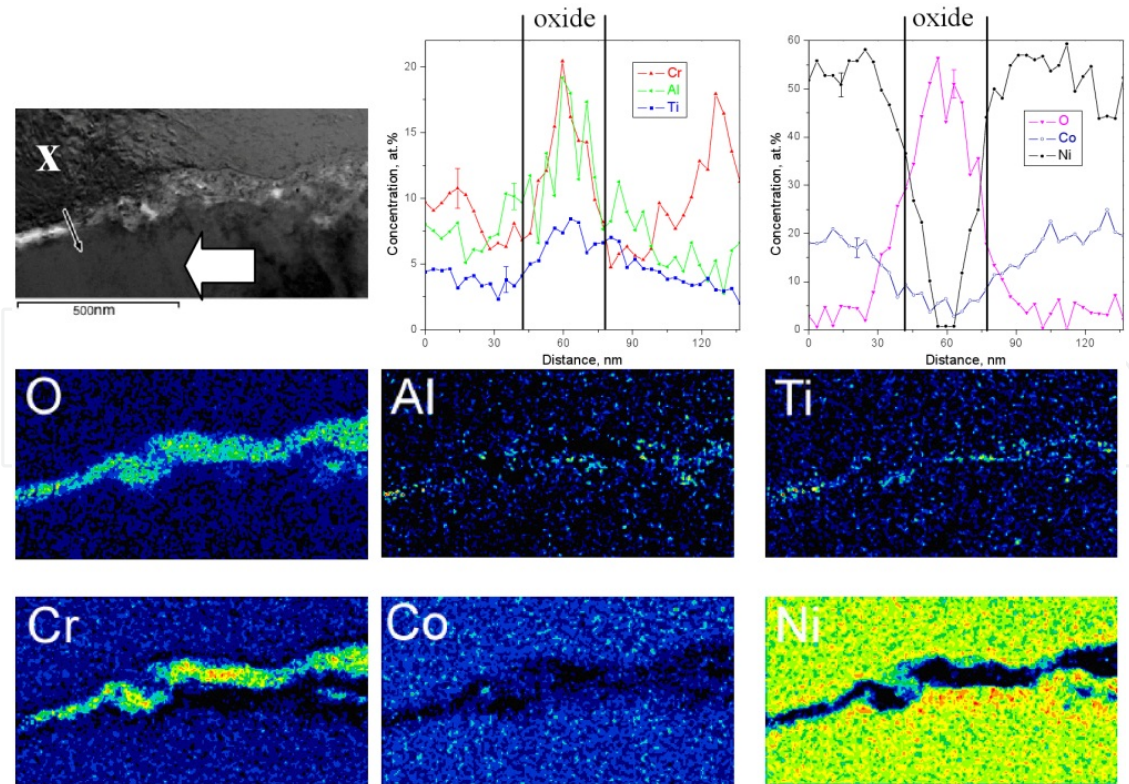 X
500nm
oxide
Concentration, at.%
20
15
10
5
0
Cr
Al
Ti
0 30 60 90 120
Distance, nm
oxide
Concentration, at.%
60
50
40
30
20
10
0
O
Co
Ni
0 30 60 90 120
Distance, nm
O
Al
Ti
Cr
Co
Ni